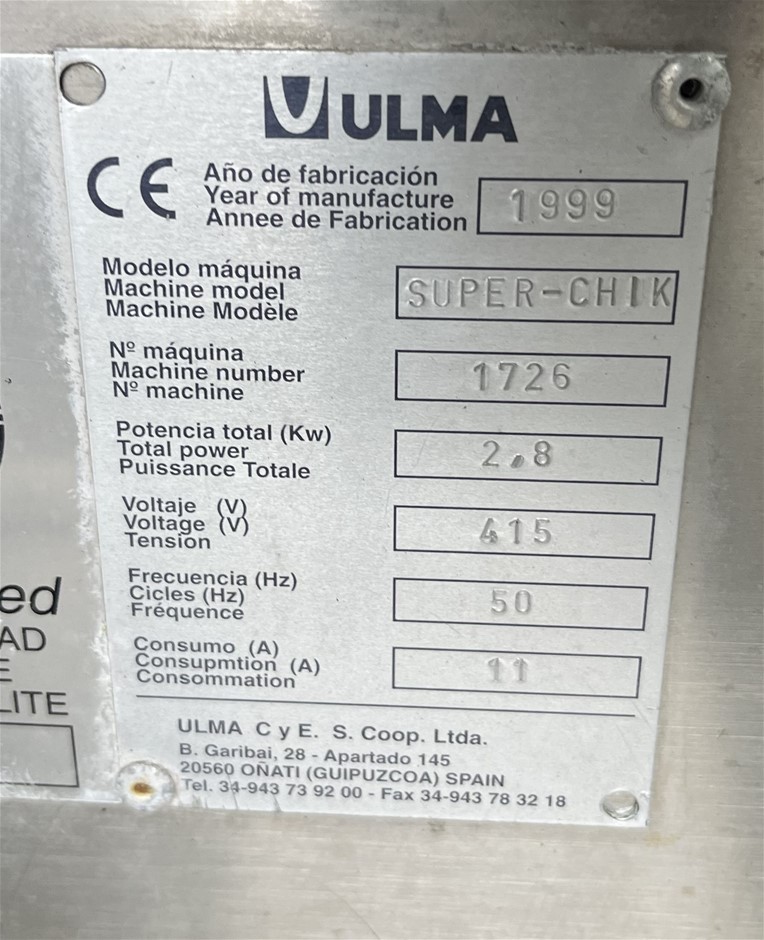 ULMA
CE
Año de fabricación
Year of manufacture
Annee de Fabrication
1999
Modelo máquina
Machine model
Machine Modèle
SUPER-CHIK
Nº máquina
Machine number
Nº machine
1726
Potencia total (Kw)
Total power
Puissance Totale
2,8
Voltaje (V)
Voltage (V)
Tension
415
Frecuencia (Hz)
Cicles (Hz)
Fréquence
50
Consumo (A)
Consupmtion (A)
Consommation
11
ULMA C y E. S. Coop. Ltda.
B. Garibai, 28 - Apartado 145
20560 OÑATI (GUIPUZCOA) SPAIN
Tel. 34-943 73 92 00 - Fax 34-943 78 32 18
ed
AD
E
LITE